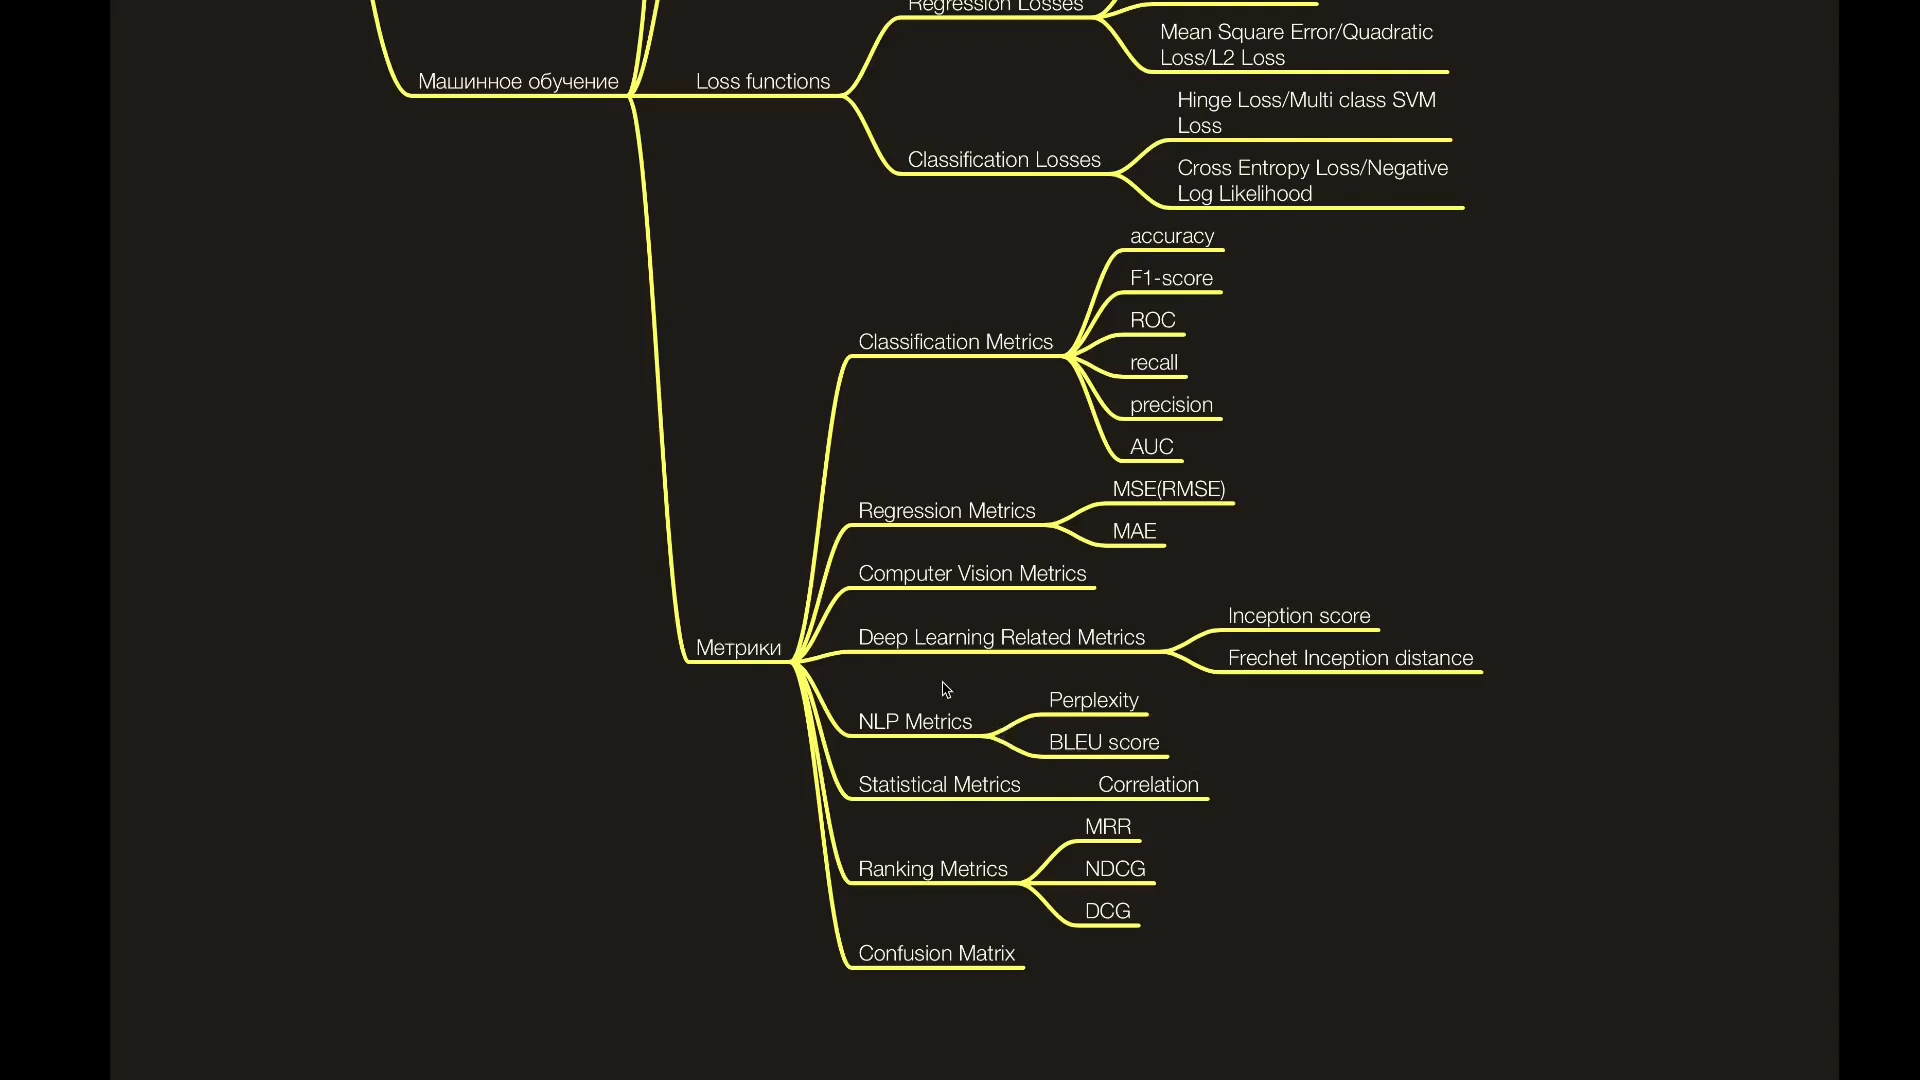 Regression Losses
Mean Square Error/Quadratic
Loss/L2 Loss
Машинное обучение
Loss functions
Hinge Loss/Multi class SVM
Loss
Classification Losses
Cross Entropy Loss/Negative
Log Likelihood
accuracy
F1-score
ROC
Classification Metrics
recall
precision
AUC
MSE(RMSE)
Regression Metrics
MAE
Computer Vision Metrics
Inception score
Deep Learning Related Metrics
Frechet Inception distance
Метрики
Perplexity
NLP Metrics
BLEU score
Statistical Metrics
Correlation
MRR
Ranking Metrics
NDCG
DCG
Confusion Matrix